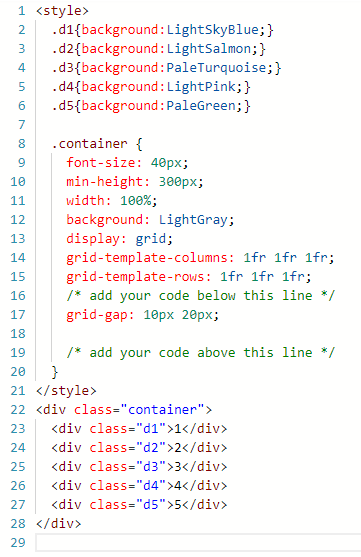 1 <style>
2 .d1{background:LightSkyBlue;}
3 .d2{background:LightSalmon;}
4 .d3{background:PaleTurquoise;}
5 .d4{background:LightPink;}
6 .d5{background:PaleGreen;}
7
8 .container {
9 font-size: 40px;
10 min-height: 300px;
11 width: 100%;
12 background: LightGray;
13 display: grid;
14 grid-template-columns: 1fr 1fr 1fr;
15 grid-template-rows: 1fr 1fr 1fr;
16 /* add your code below this line */
17 grid-gap: 10px 20px;
18
19 /* add your code above this line */
20 }
21 </style>
22 <div class="container">
23 <div class="d1">1</div>
24 <div class="d2">2</div>
25 <div class="d3">3</div>
26 <div class="d4">4</div>
27 <div class="d5">5</div>
28 </div>
29